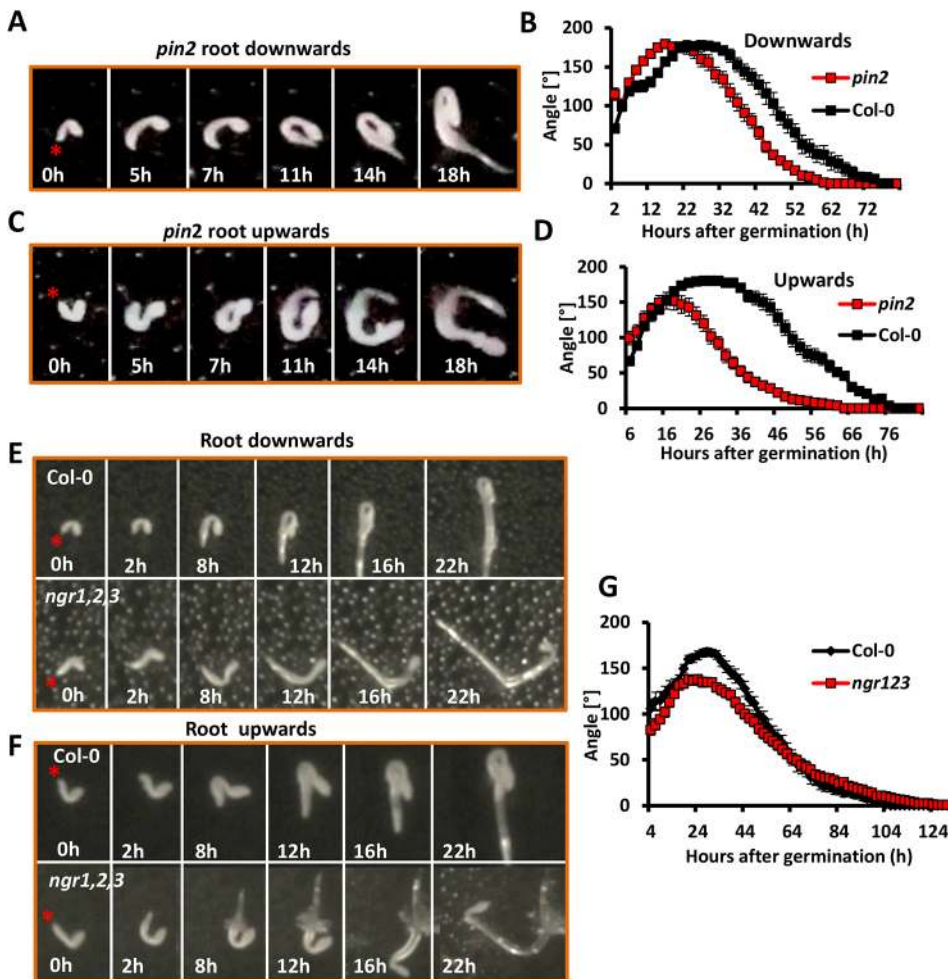 A
pin2 root downwards
*
0h 5h 7h 11h 14h 18h
B
Downwards
pin2
Col-0
Angle [°]
200
150
100
50
0
2 12 22 32 42 52 62 72
Hours after germination (h)
C
pin2 root upwards
*
0h 5h 7h 11h 14h 18h
D
Upwards
pin2
Col-0
Angle [°]
200
150
100
50
0
6 16 26 36 46 56 66 76
Hours after germination (h)
E
Root downwards
Col-0
*
0h 2h 8h 12h 16h 22h
ngr1,2,3
*
0h 2h 8h 12h 16h 22h
F
Root upwards
Col-0
*
0h 2h 8h 12h 16h 22h
ngr1,2,3
*
0h 2h 8h 12h 16h 22h
G
Col-0
ngr123
Angle [°]
200
150
100
50
0
4 24 44 64 84 104 124
Hours after germination (h)